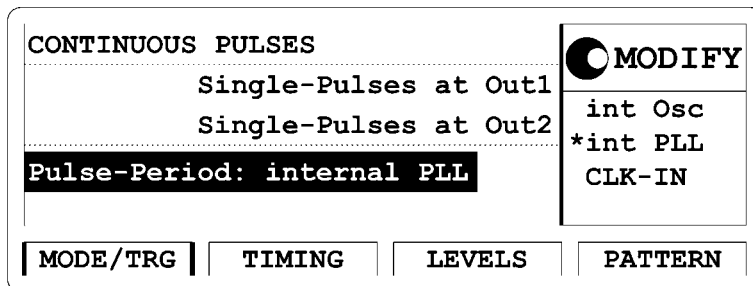 CONTINUOUS PULSES
Single-Pulses at Out1
Single-Pulses at Out2
Pulse-Period: internal PLL
MODIFY
int Osc
*int PLL
CLK-IN
MODE/TRG
TIMING
LEVELS
PATTERN